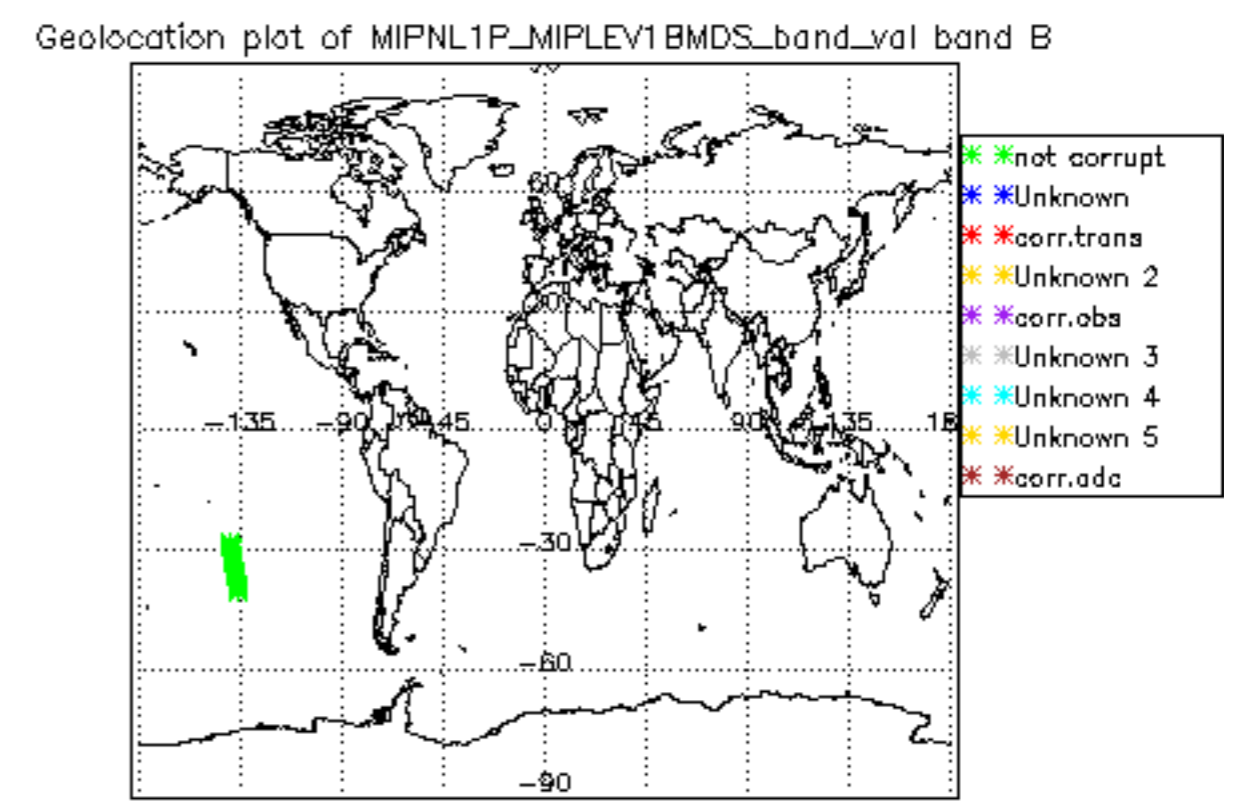 Geolocation plot of MIPNL1P_MIPLEV1BMDS_band_val band B
not corrupt
Unknown
corr.trans
Unknown 2
corr.obs
Unknown 3
Unknown 4
Unknown 5
corr.adc
60
-135 -90 -45 0 45 90 135
-30
-60
-90